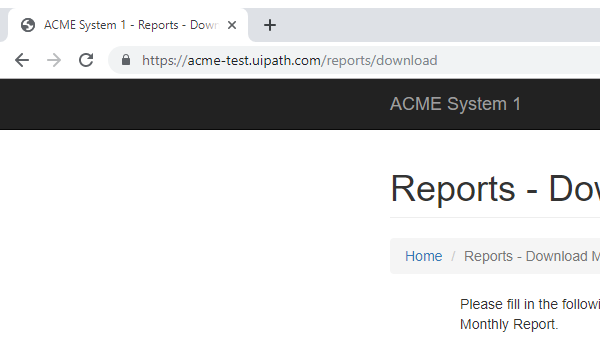 ACME System 1 - Reports - Down
https://acme-test.uipath.com/reports/download
ACME System 1
Reports - Dow
Home / Reports - Download M
Please fill in the followi
Monthly Report.